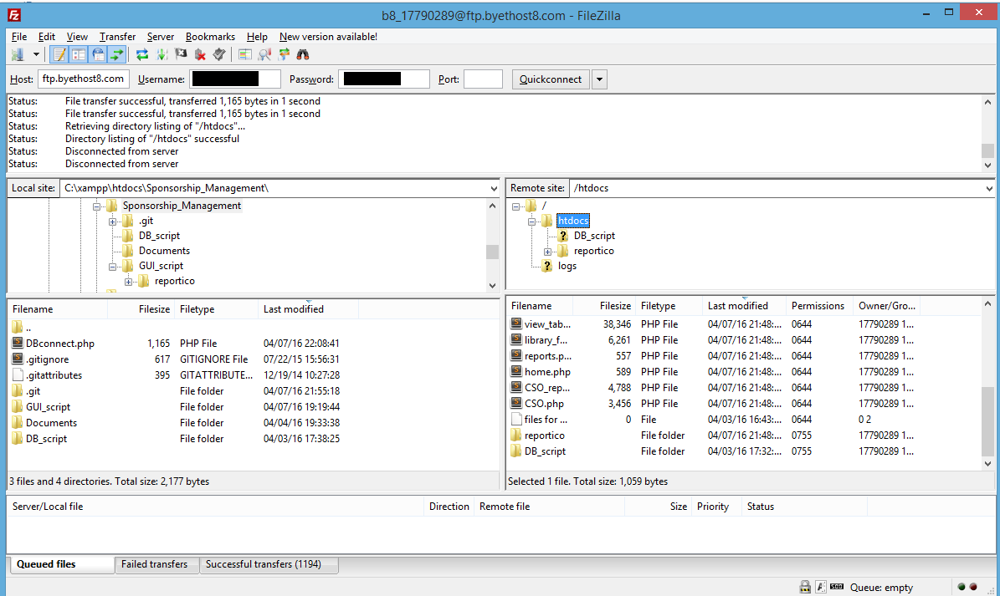 b8_17790289@ftp.byethost8.com - FileZilla
File Edit View Transfer Server Bookmarks Help New version available!
Host: ftp.byethost8.com Username: Password: Port: Quickconnect
Status: File transfer successful, transferred 1,165 bytes in 1 second
Status: File transfer successful, transferred 1,165 bytes in 1 second
Status: Retrieving directory listing of "/htdocs"...
Status: Directory listing of "/htdocs" successful
Status: Disconnected from server
Status: Disconnected from server
Local site: C:\xampp\htdocs\Sponsorship_Management\
Sponsorship_Management
.git
DB_script
Documents
GUI_script
reportico
Remote site: /htdocs
/
htdocs
DB_script
reportico
logs
Filename Filesize Filetype Last modified
..
DBconnect.php 1,165 PHP File 04/07/16 22:08:41
.gitignore 617 GITIGNORE File 07/22/15 15:56:31
.gitattributes 395 GITATTRIBUTE... 12/19/14 10:27:28
.git File folder 04/07/16 21:55:18
GUI_script File folder 04/07/16 19:19:44
Documents File folder 04/04/16 19:33:38
DB_script File folder 04/03/16 17:38:25
3 files and 4 directories. Total size: 2,177 bytes
Filename Filesize Filetype Last modified Permissions Owner/Gro...
view_tab... 38,346 PHP File 04/07/16 21:48:... 0644 17790289 1...
library_f... 6,261 PHP File 04/07/16 21:48:... 0644 17790289 1...
reports.p... 557 PHP File 04/07/16 21:48:... 0644 17790289 1...
home.php 589 PHP File 04/07/16 21:48:... 0644 17790289 1...
CSO_rep... 4,788 PHP File 04/07/16 21:48:... 0644 17790289 1...
CSO.php 3,456 PHP File 04/07/16 21:48:... 0644 17790289 1...
files for ... 0 File 04/03/16 16:43:... 0644 0 2
reportico File folder 04/07/16 21:48:... 0755 17790289 1...
DB_script File folder 04/03/16 17:32:... 0755 17790289 1...
Selected 1 file. Total size: 1,059 bytes
Server/Local file Direction Remote file Size Priority Status
Queued files Failed transfers Successful transfers (1194)
Queue: empty